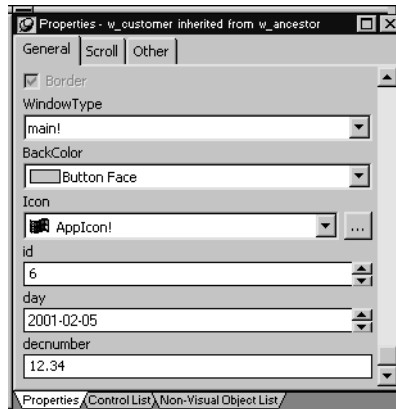 Properties - w_customer inherited from w_ancestor
General Scroll Other
Border
WindowType
main!
BackColor
Button Face
Icon
AppIcon! ...
id
6
day
2001-02-05
decnumber
12.34
Properties Control List Non-Visual Object List